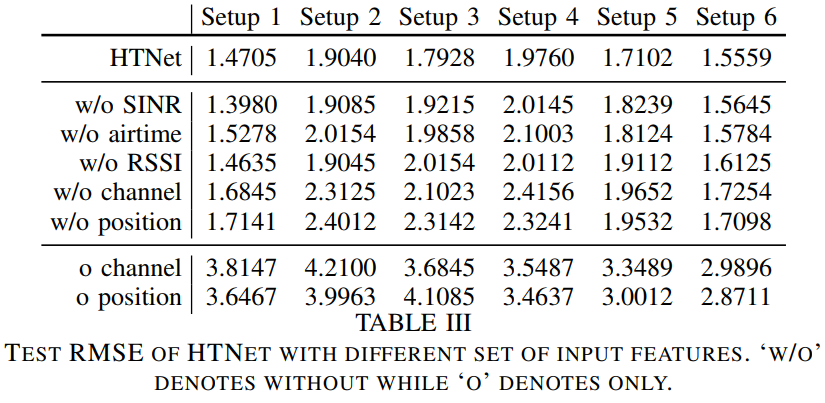 Setup 1 Setup 2 Setup 3 Setup 4 Setup 5 Setup 6
HTNet 1.4705 1.9040 1.7928 1.9760 1.7102 1.5559
w/o SINR 1.3980 1.9085 1.9215 2.0145 1.8239 1.5645
w/o airtime 1.5278 2.0154 1.9858 2.1003 1.8124 1.5784
w/o RSSI 1.4635 1.9045 2.0154 2.0112 1.9112 1.6125
w/o channel 1.6845 2.3125 2.1023 2.4156 1.9652 1.7254
w/o position 1.7141 2.4012 2.3142 2.3241 1.9532 1.7098
o channel 3.8147 4.2100 3.6845 3.5487 3.3489 2.9896
o position 3.6467 3.9963 4.1085 3.4637 3.0012 2.8711
TABLE III
TEST RMSE OF HTNET WITH DIFFERENT SET OF INPUT FEATURES. ‘W/O’
DENOTES WITHOUT WHILE ‘O’ DENOTES ONLY.